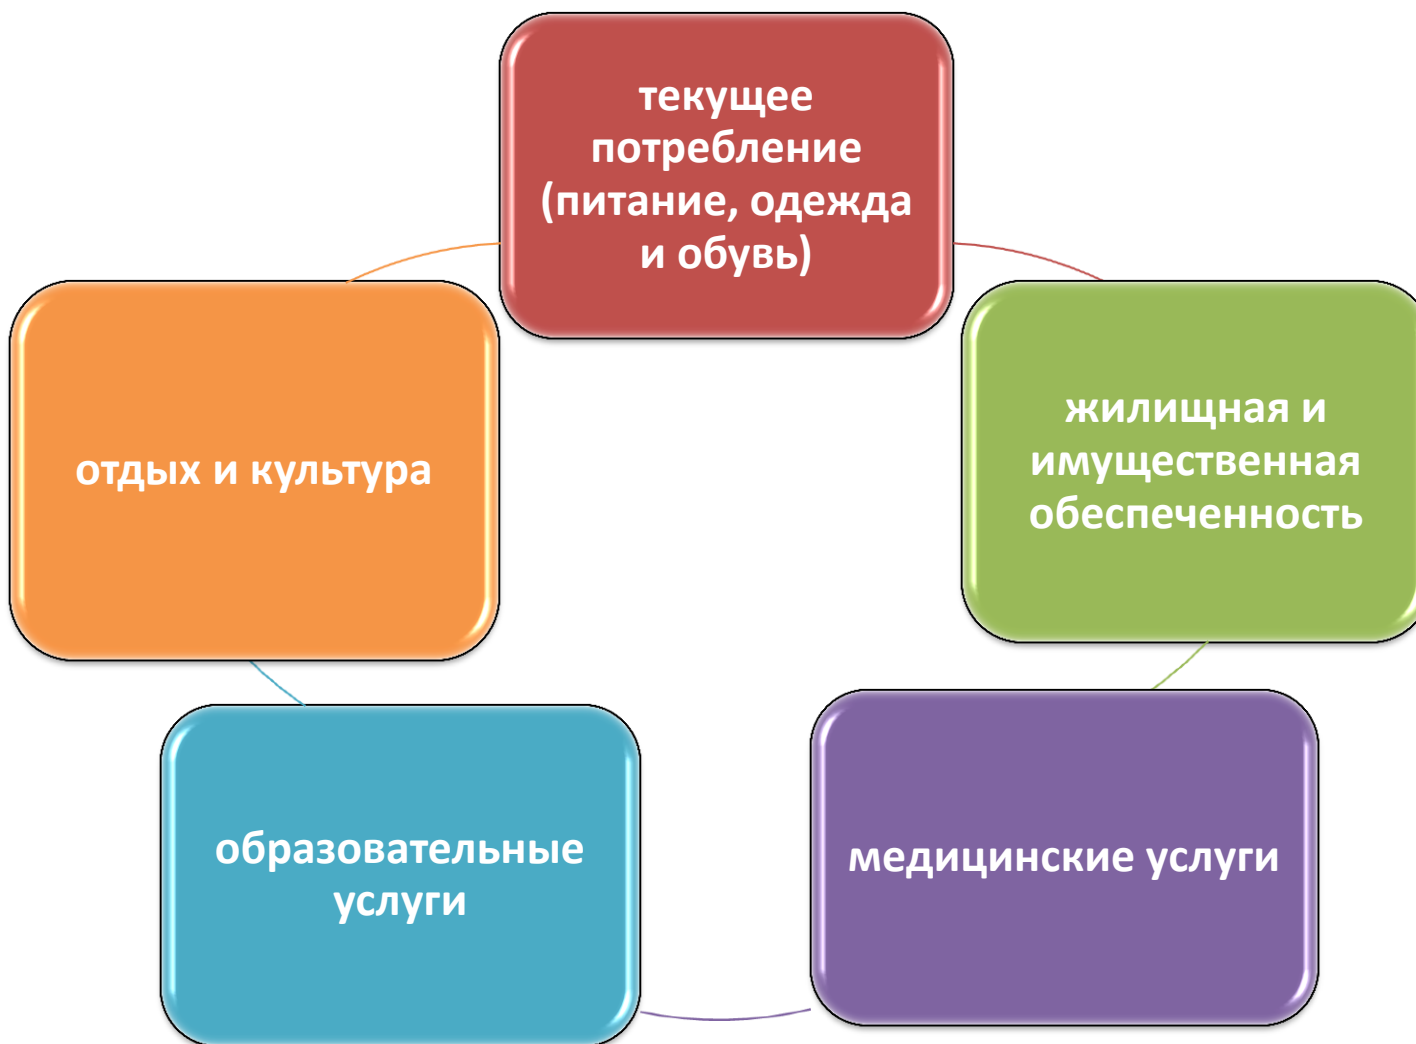 текущее
потребление
(питание, одежда
и обувь)
жилищная и
имущественная
обеспеченность
медицинские услуги
образовательные
услуги
отдых и культура